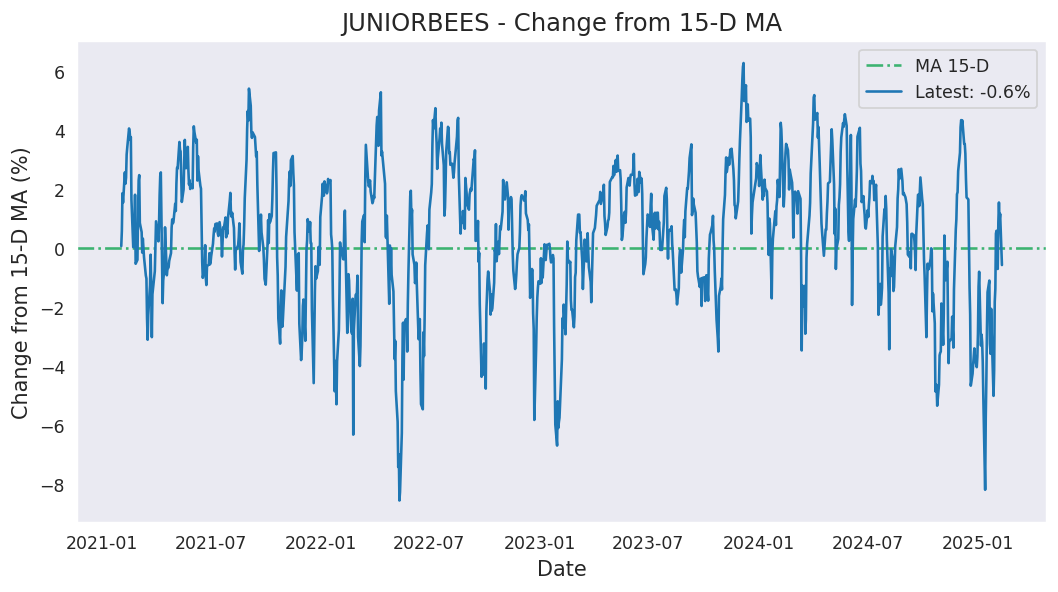 JUNIORBEES - Change from 15-D MA
MA 15-D
Latest: -0.6%
Change from 15-D MA (%)
6
4
2
0
−2
−4
−6
−8
2021-01 2021-07 2022-01 2022-07 2023-01 2023-07 2024-01 2024-07 2025-01
Date